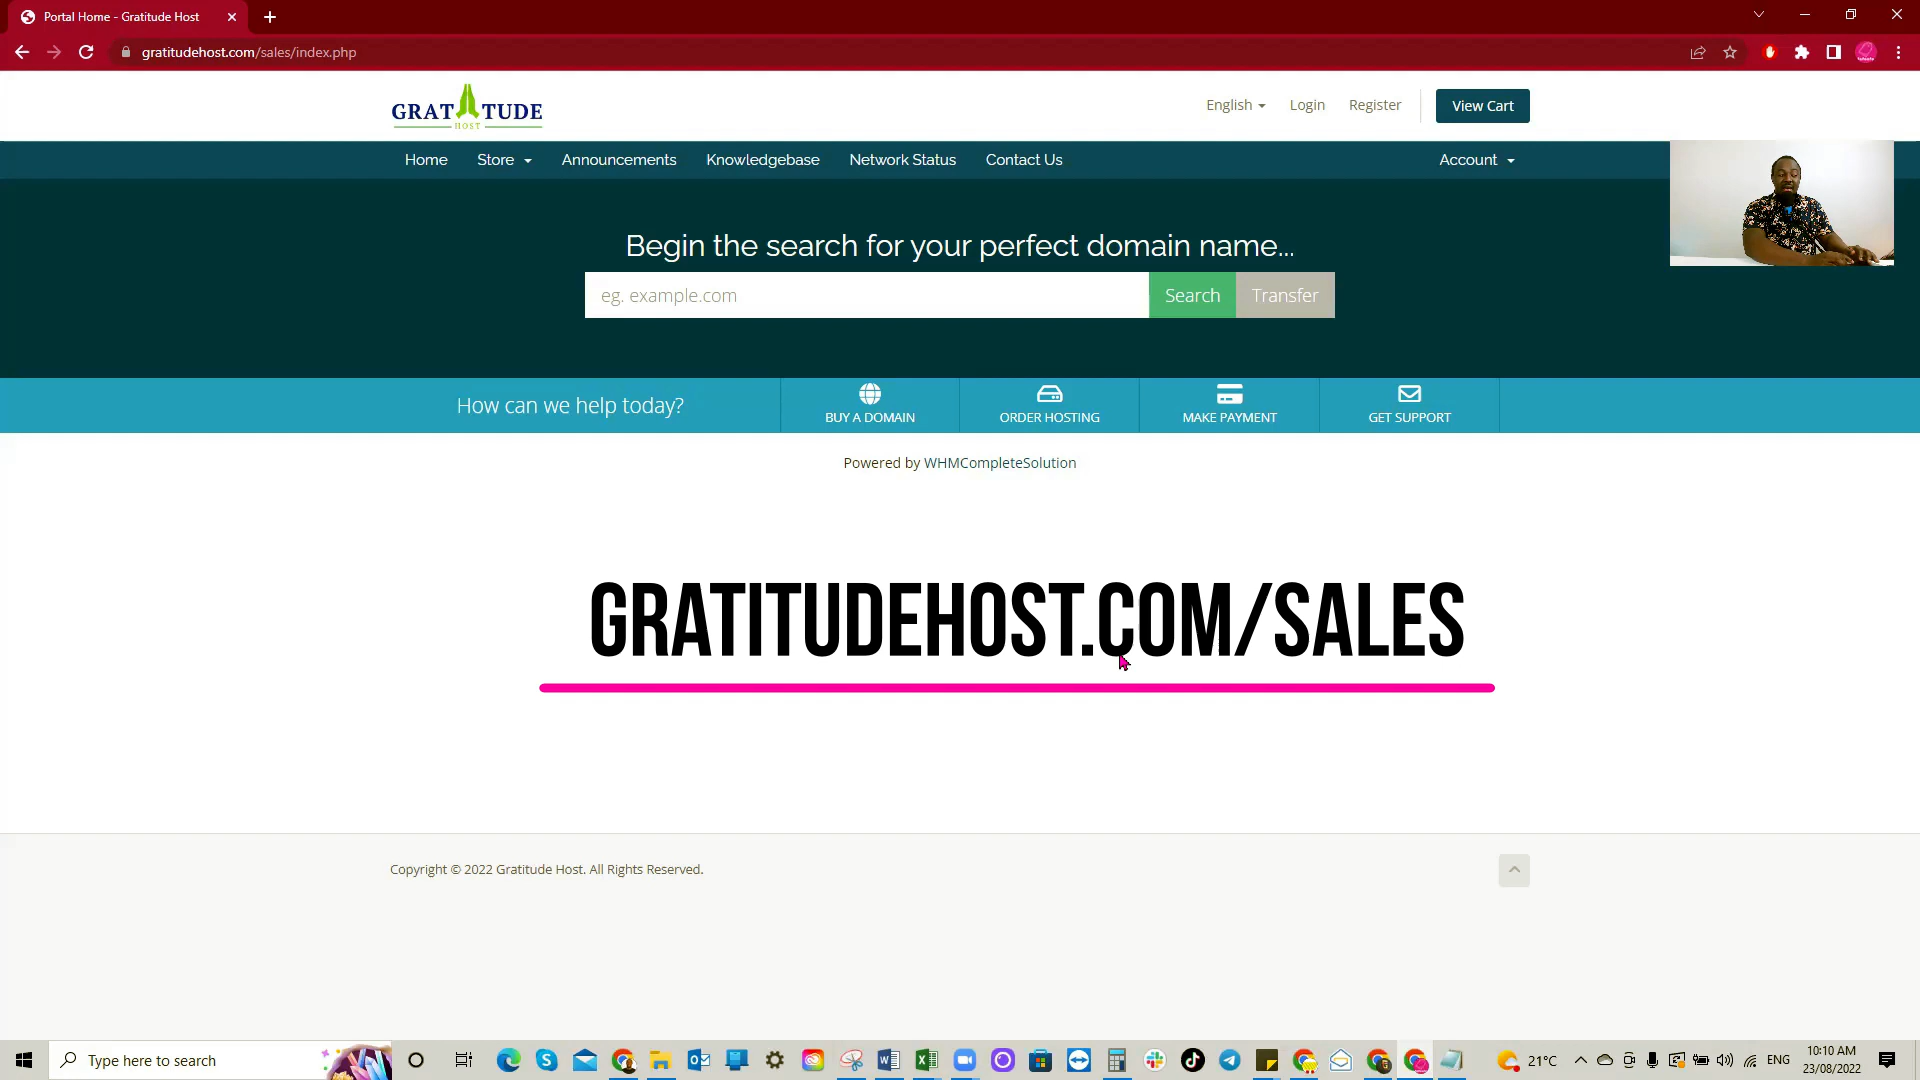 Portal Home - Gratitude Host
gratitudehost.com/sales/index.php
GRATITUDE
HOST
English
Login
Register
View Cart
Home
Store
Announcements
Knowledgebase
Network Status
Contact Us
Account
Begin the search for your perfect domain name...
eg. example.com
Search
Transfer
How can we help today?
BUY A DOMAIN
ORDER HOSTING
MAKE PAYMENT
GET SUPPORT
Powered by WHMCompleteSolution
GRATITUDEHOST.COM/SALES
Copyright © 2022 Gratitude Host. All Rights Reserved.
Type here to search
21°C
ENG
10:10 AM
23/08/2022